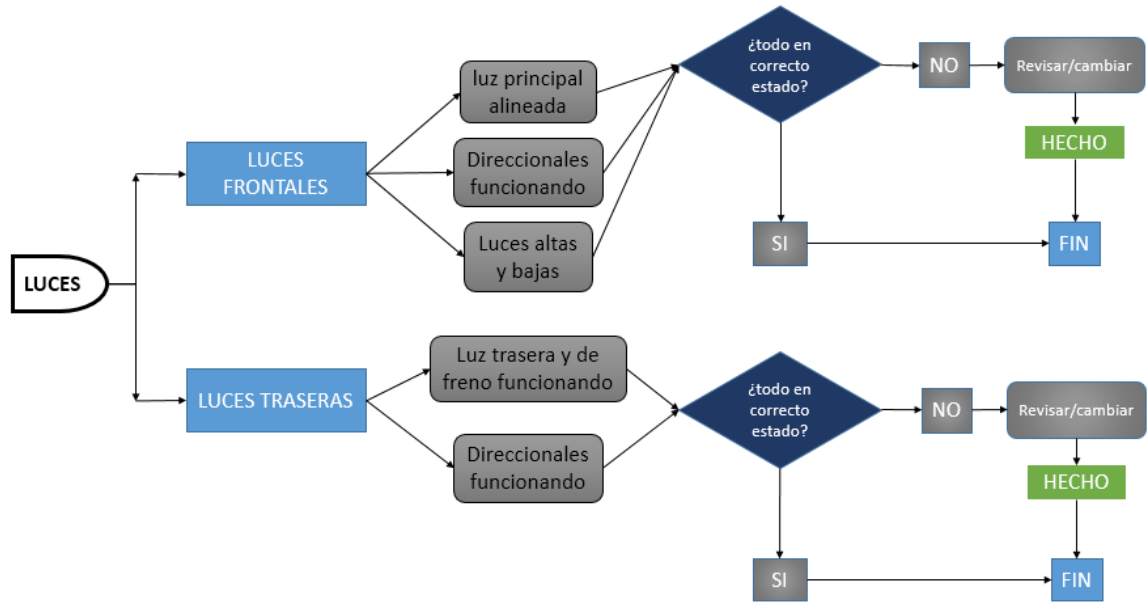 LUCES
LUCES
FRONTALES
luz principal
alineada
Direccionales
funcionando
Luces altas
y bajas
¿todo en
correcto
estado?
NO
Revisar/cambiar
HECHO
SI
FIN
LUCES TRASERAS
Luz trasera y de
freno funcionando
Direccionales
funcionando
¿todo en
correcto
estado?
NO
Revisar/cambiar
HECHO
SI
FIN